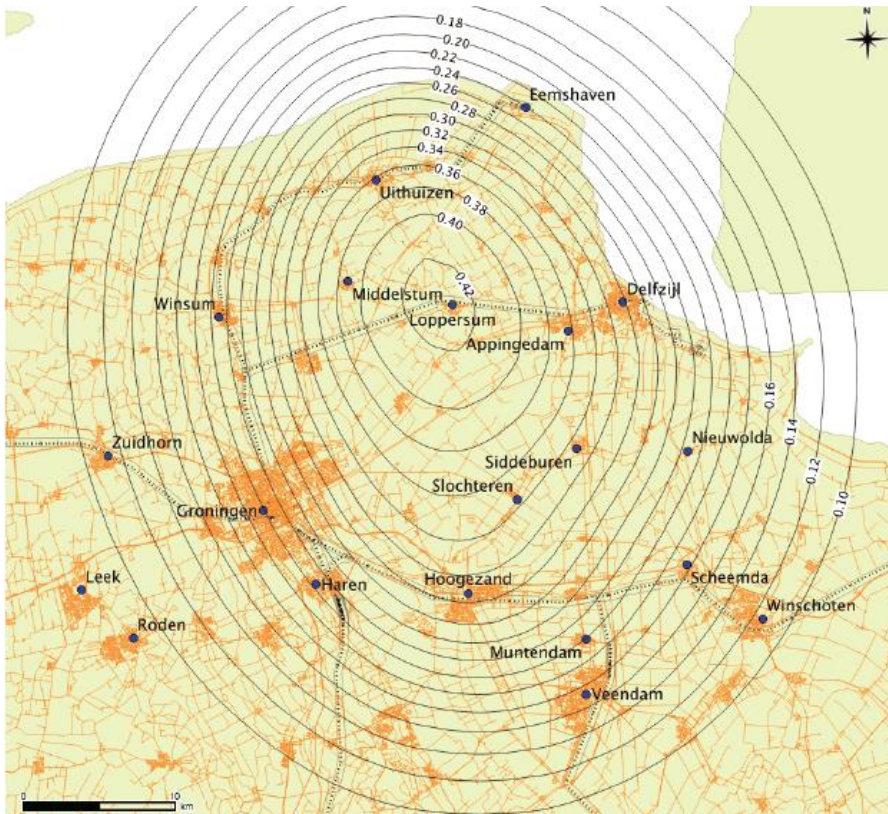 N
0.18
0.20
0.22
0.24
0.26
0.28
0.30
0.32
0.34
0.36
0.38
0.40
0.42
Eemshaven
Uithuizen
Middelstum
Winsum
Loppersum
Delfzijl
Appingedam
0.16
0.14
0.12
0.10
Zuidhorn
Nieuwolda
Siddeburen
Slochteren
Groningen
Leek
Haren
Hoogezand
Scheemda
Roden
Winschoten
Muntendam
Veendam
0 10
km